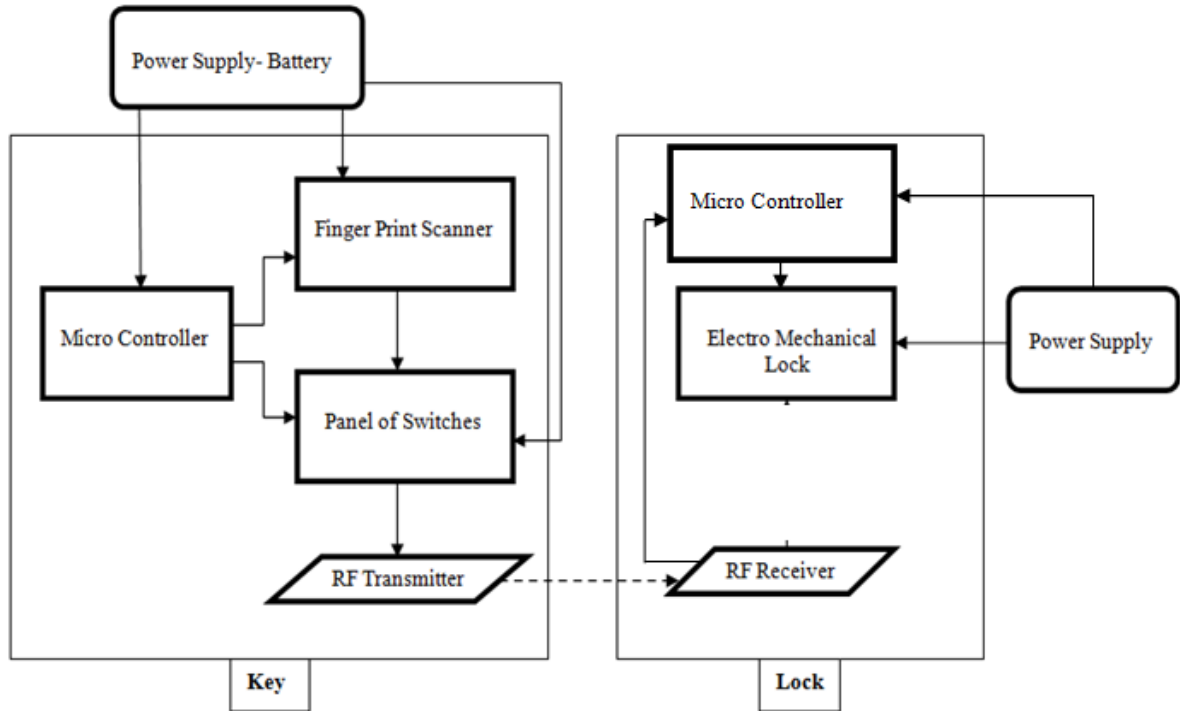 Power Supply- Battery
Finger Print Scanner
Micro Controller
Panel of Switches
RF Transmitter
Key
Micro Controller
Electro Mechanical
Lock
Power Supply
RF Receiver
Lock